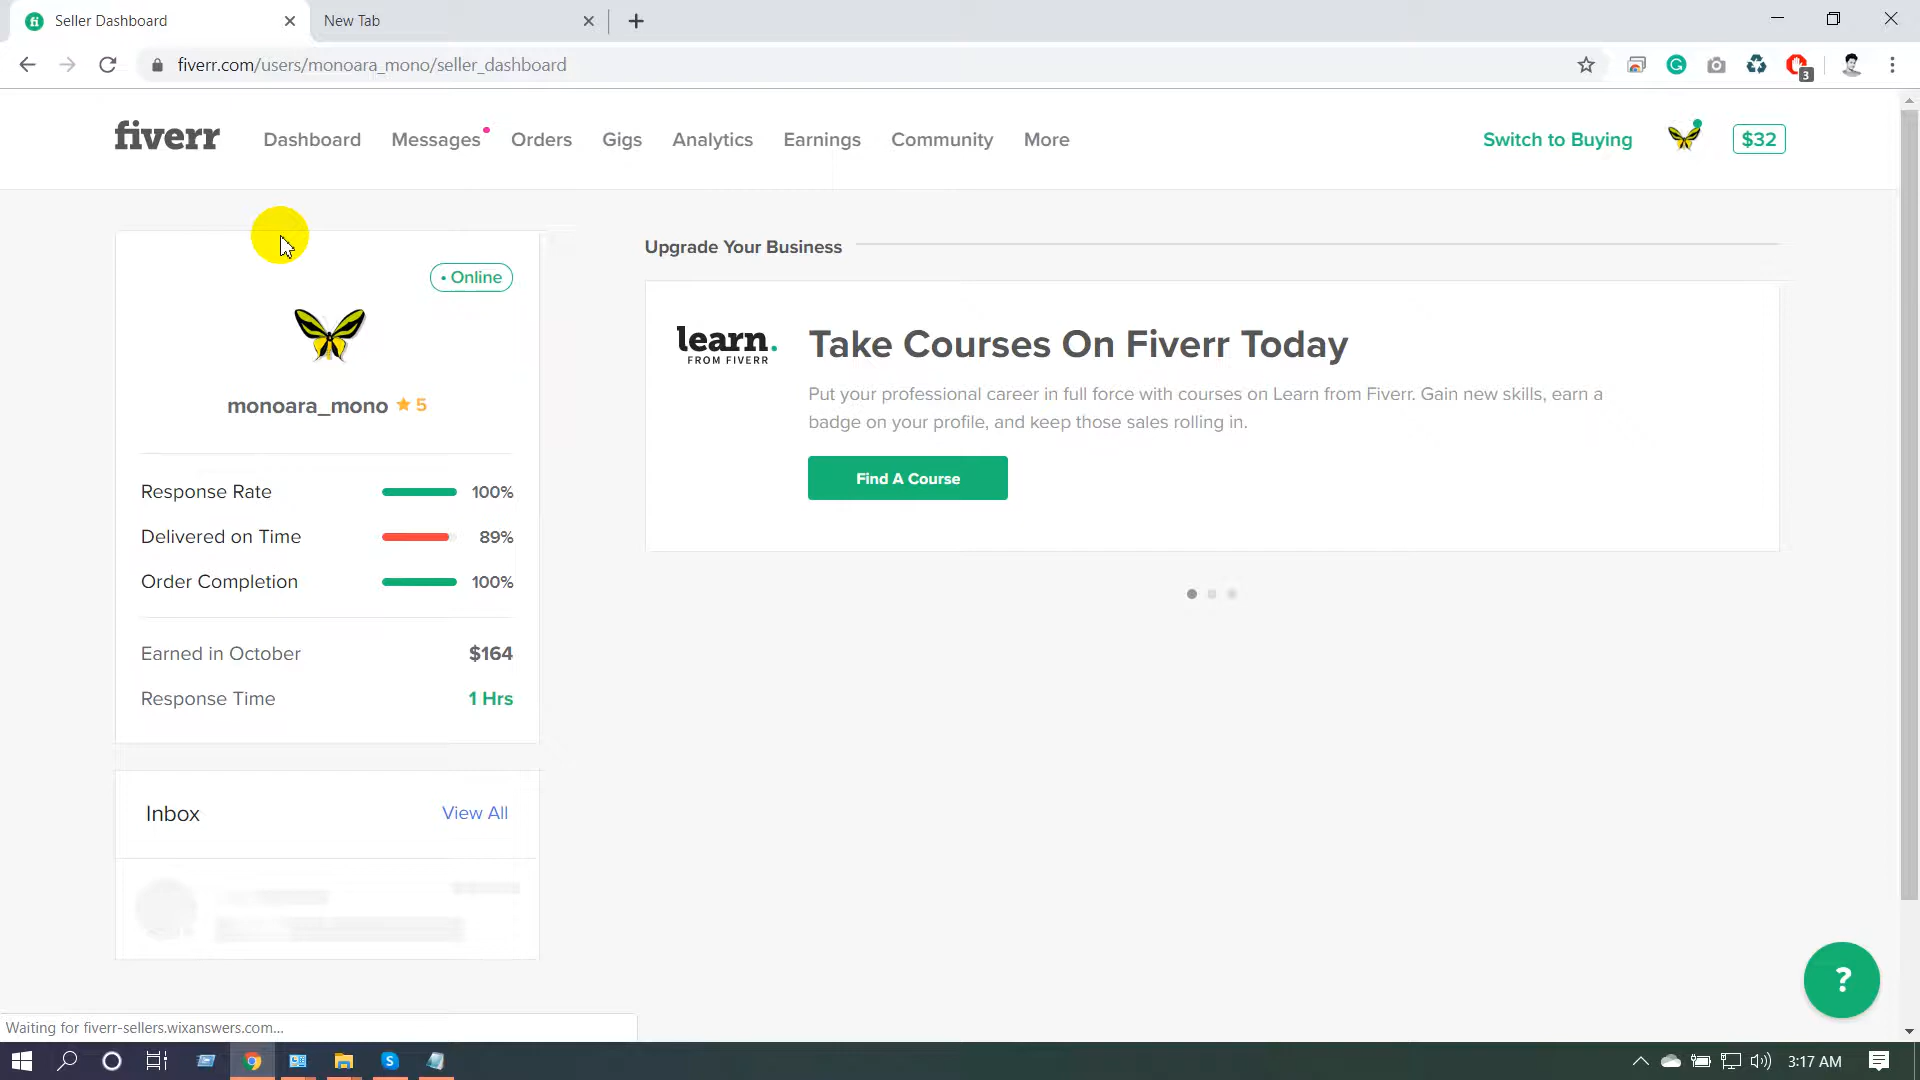 Seller Dashboard
New Tab
fiverr.com/users/monoara_mono/seller_dashboard
3
fiverr
Dashboard
Messages
Orders
Gigs
Analytics
Earnings
Community
More
Switch to Buying
$32
• Online
monoara_mono ★ 5
Response Rate 100%
Delivered on Time 89%
Order Completion 100%
Earned in October $164
Response Time 1 Hrs
Inbox View All
Upgrade Your Business
learn.
FROM FIVERR
Take Courses On Fiverr Today
Put your professional career in full force with courses on Learn from Fiverr. Gain new skills, earn a
badge on your profile, and keep those sales rolling in.
Find A Course
?
Waiting for fiverr-sellers.wixanswers.com...
3:17 AM